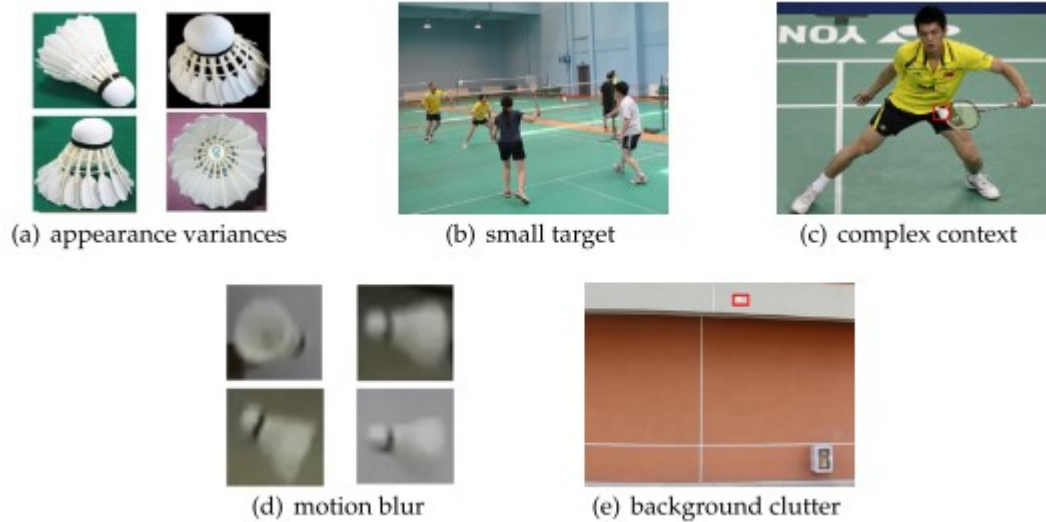 YON
(a) appearance variances
(b) small target
(c) complex context
(d) motion blur
(e) background clutter